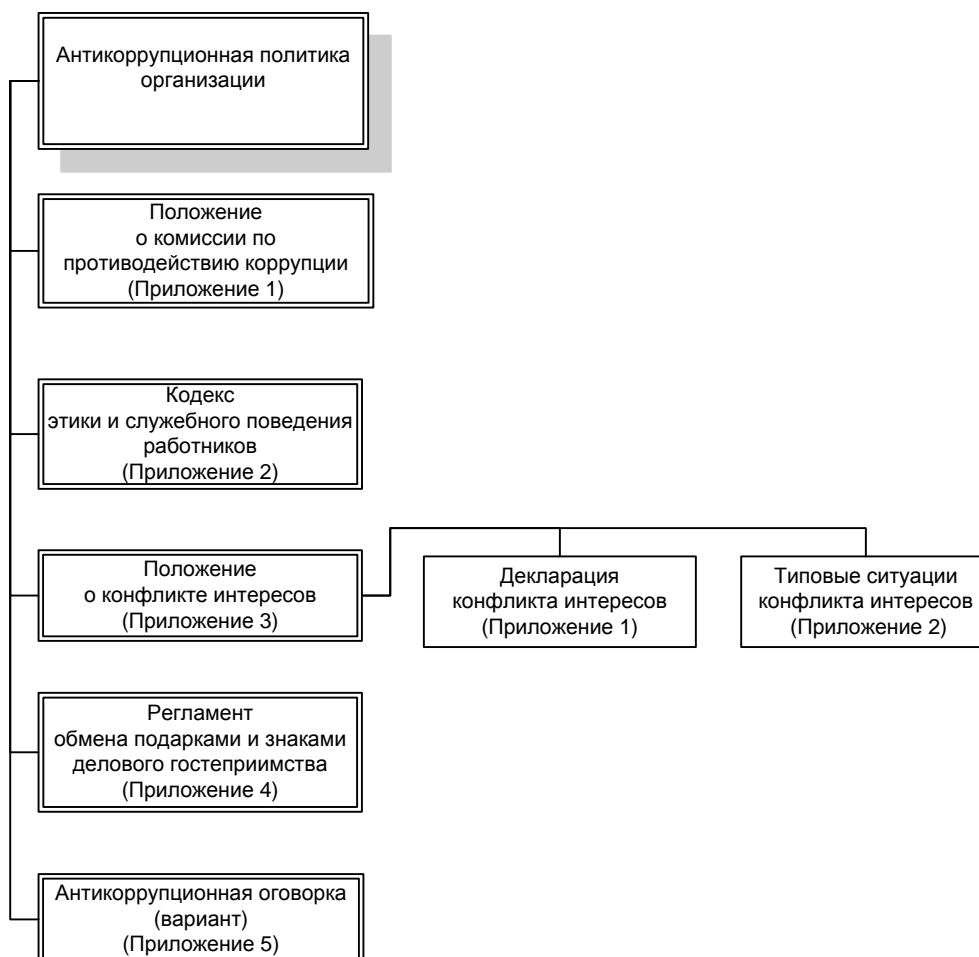 Антикоррупционная политика
организации
Положение
о комиссии по
противодействию коррупции
(Приложение 1)
Кодекс
этики и служебного поведения
работников
(Приложение 2)
Положение
о конфликте интересов
(Приложение 3)
Декларация
конфликта интересов
(Приложение 1)
Типовые ситуации
конфликта интересов
(Приложение 2)
Регламент
обмена подарками и знаками
делового гостеприимства
(Приложение 4)
Антикоррупционная оговорка
(вариант)
(Приложение 5)